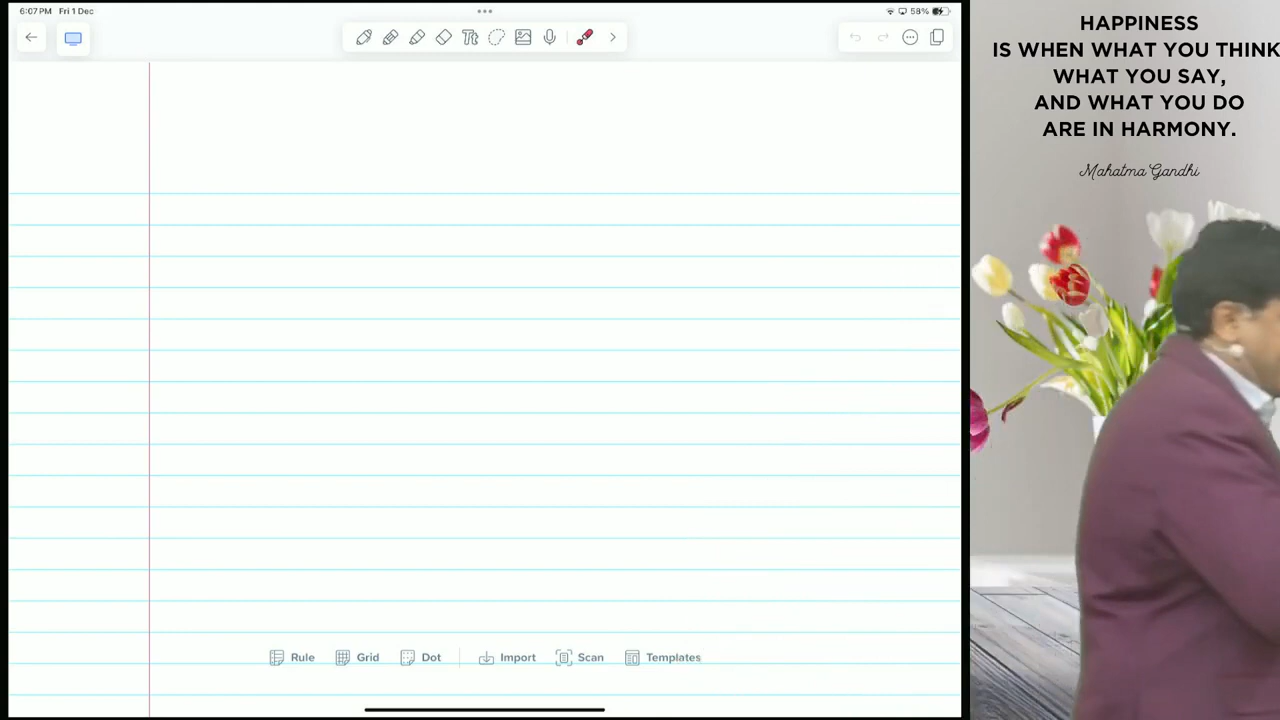 6:07 PM Fri 1 Dec
58%
Rule Grid Dot Import Scan Templates
HAPPINESS
IS WHEN WHAT YOU THINK
WHAT YOU SAY,
AND WHAT YOU DO
ARE IN HARMONY.
Mahatma Gandhi